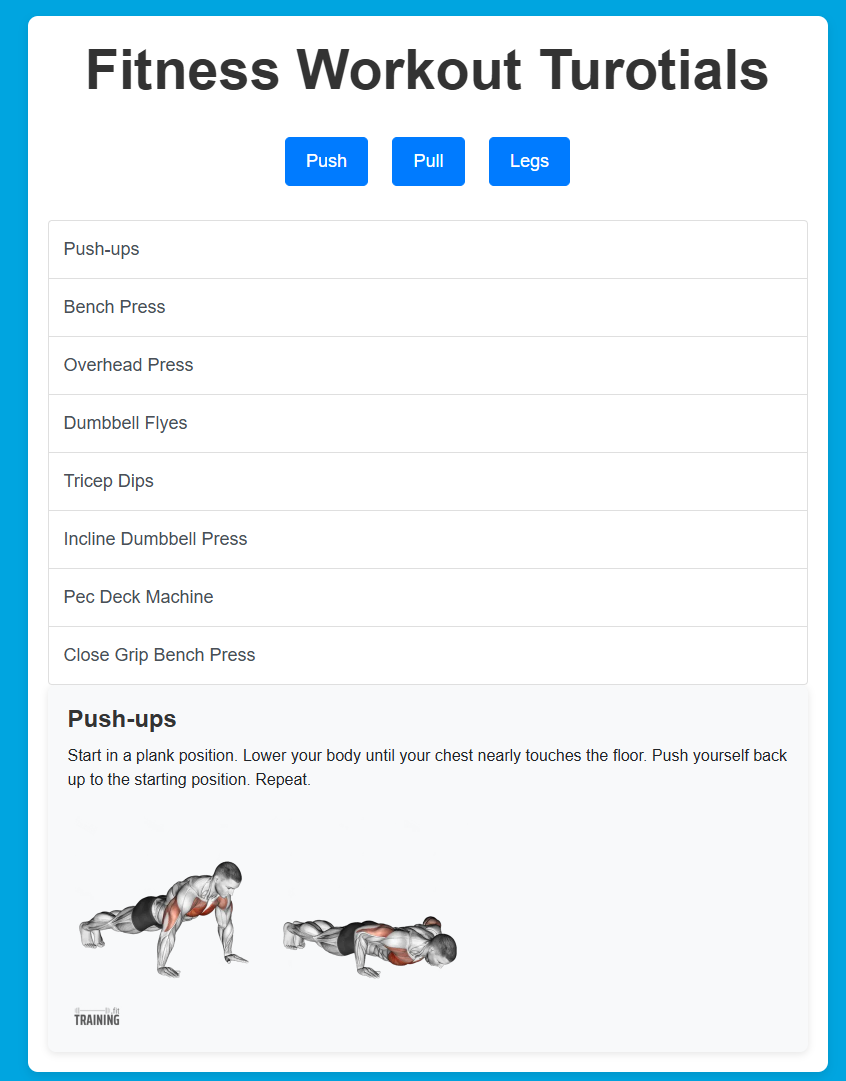 Fitness Workout Turotials
Push Pull Legs
Push-ups
Bench Press
Overhead Press
Dumbbell Flyes
Tricep Dips
Incline Dumbbell Press
Pec Deck Machine
Close Grip Bench Press
Push-ups
Start in a plank position. Lower your body until your chest nearly touches the floor. Push yourself back
up to the starting position. Repeat.
fit
TRAINING